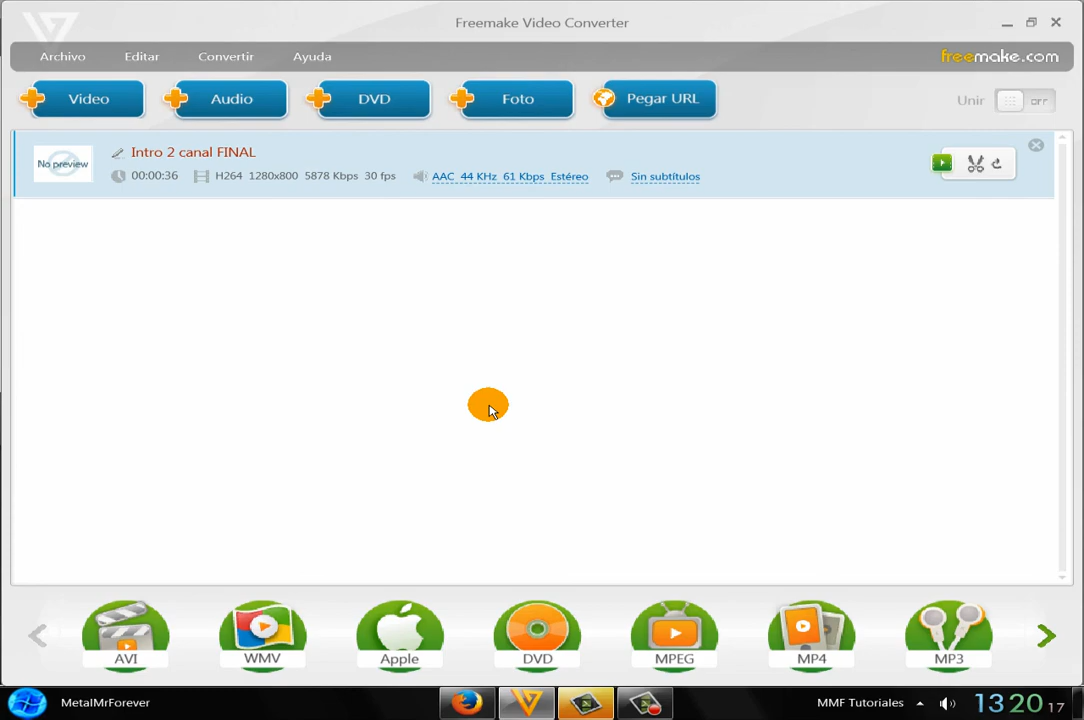 Freemake Video Converter
Archivo Editar Convertir Ayuda
freemake.com
Video Audio DVD Foto Pegar URL
Unir OFF
No preview
Intro 2 canal FINAL
00:00:36 H264 1280x800 5878 Kbps 30 fps AAC 44 KHz 61 Kbps Estéreo Sin subtítulos
AVI WMV Apple DVD MPEG MP4 MP3
MetalMrForever MMF Tutoriales 13 20 17